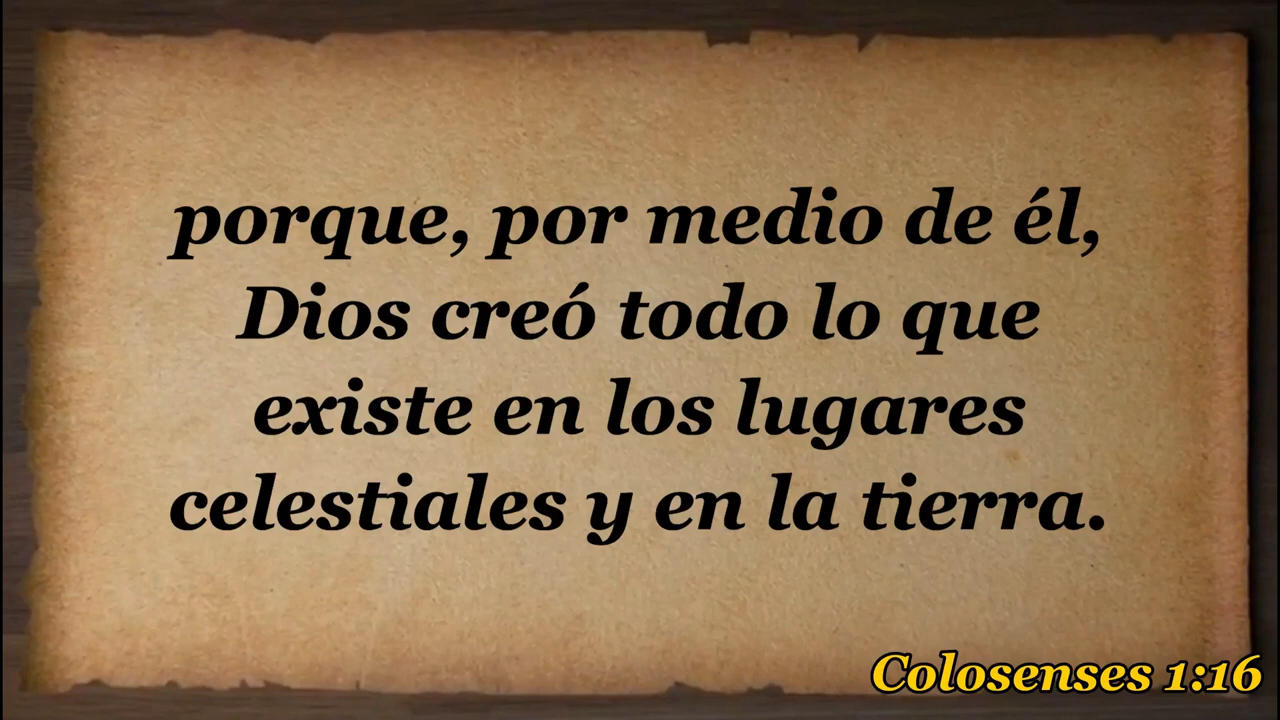 porque, por medio de él,
Dios creó todo lo que
existe en los lugares
celestiales y en la tierra.
Colosenses 1:16